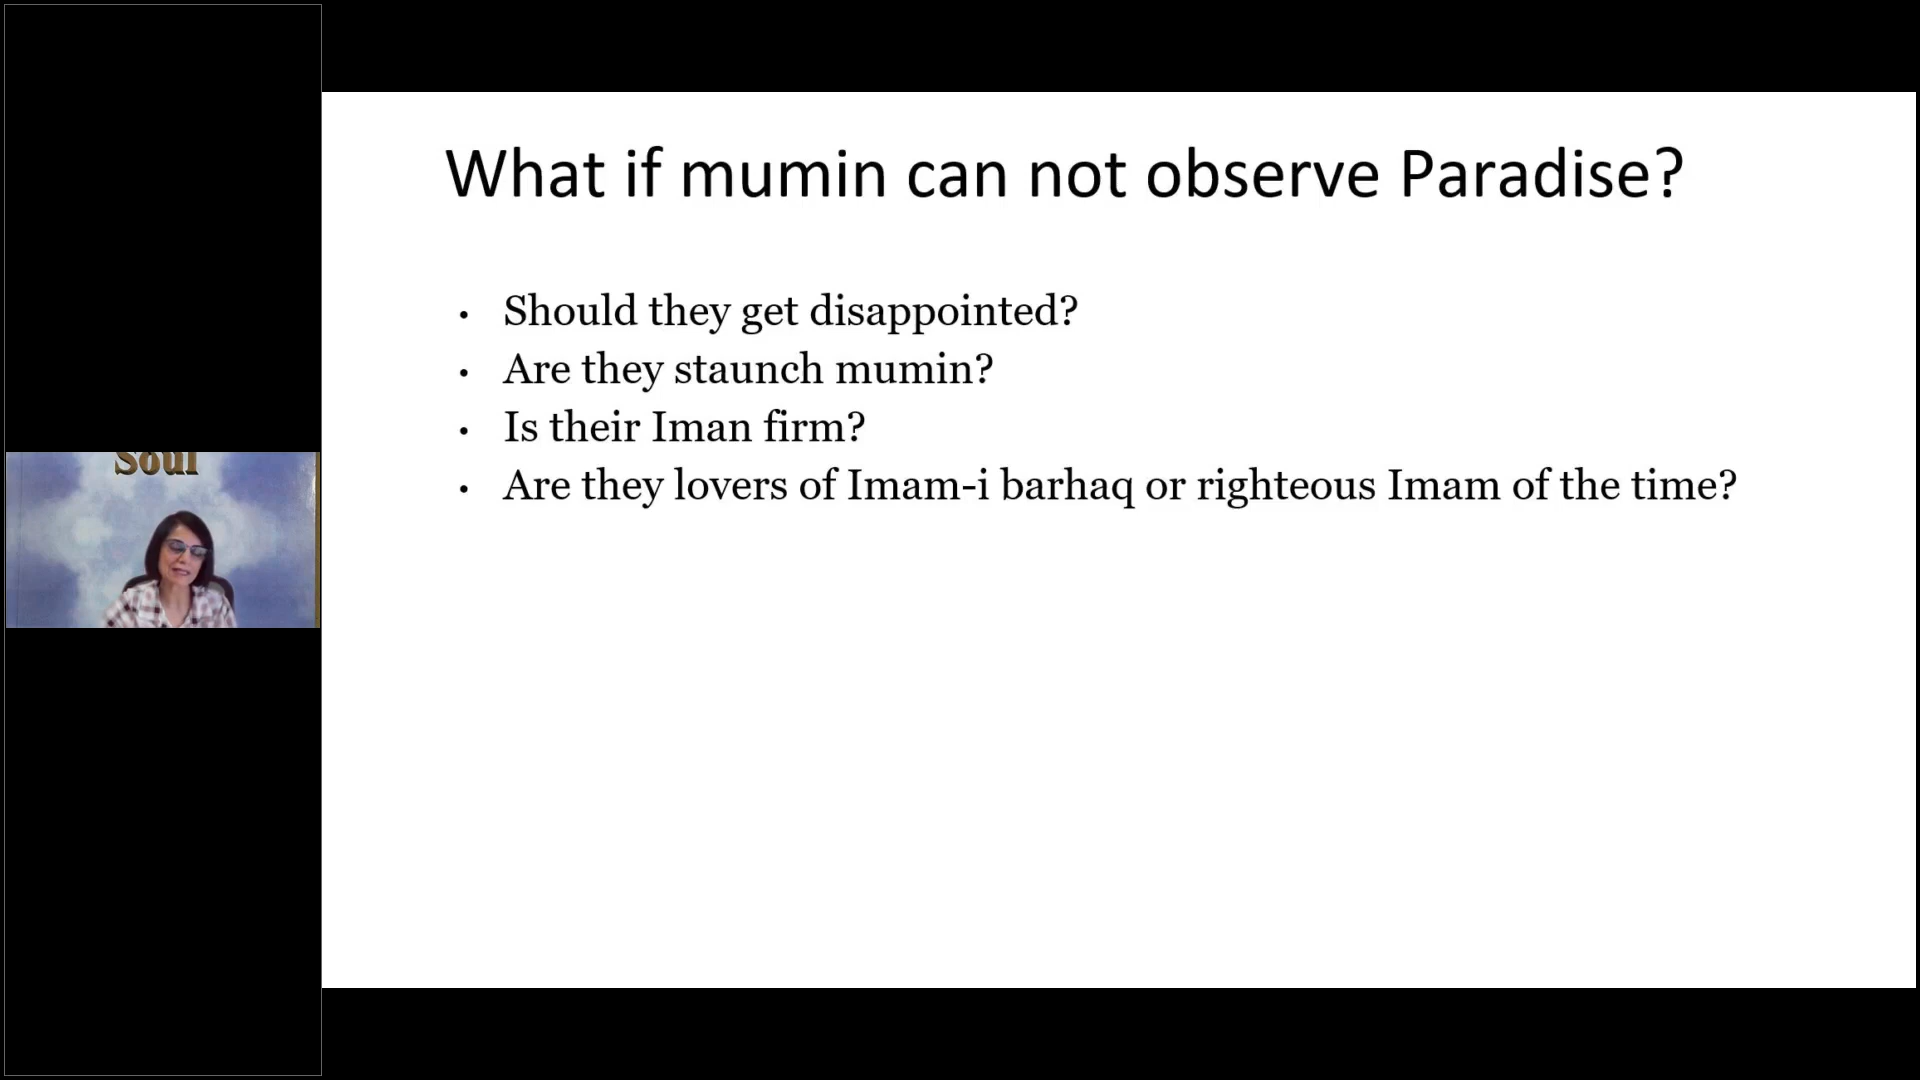 What if mumin can not observe Paradise?
• Should they get disappointed?
• Are they staunch mumin?
• Is their Iman firm?
• Are they lovers of Imam-i barhaq or righteous Imam of the time?
Soul